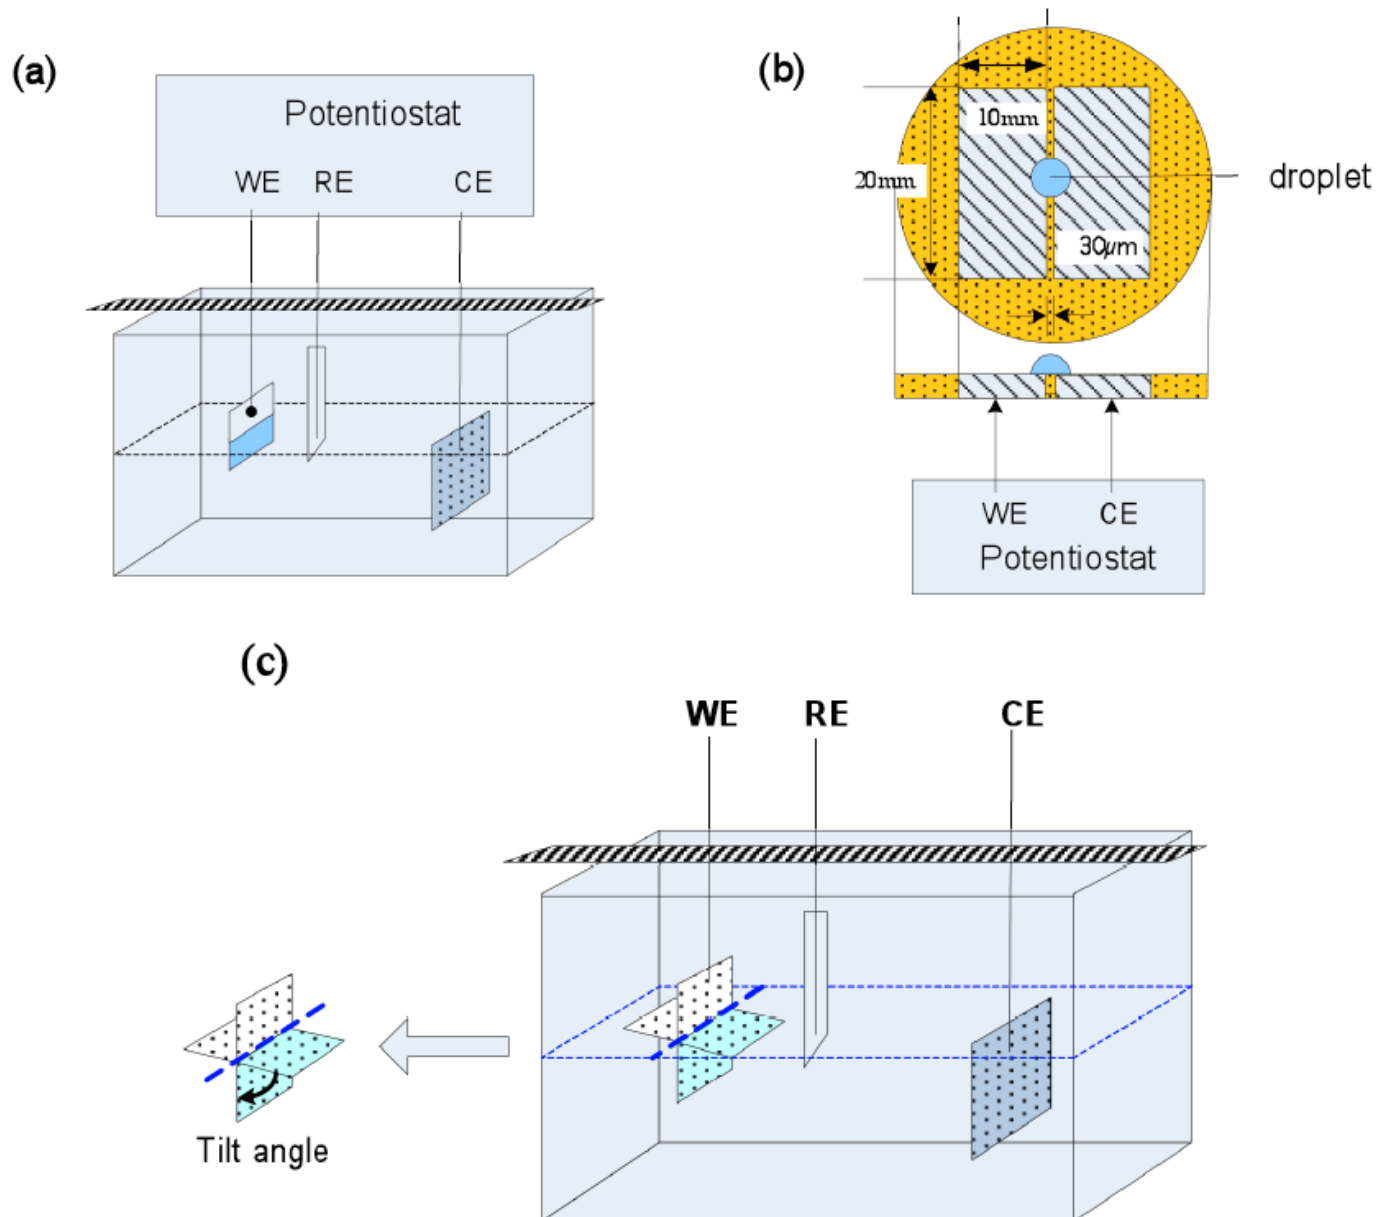 (a)
Potentiostat
WE RE CE
(b)
10mm
20mm
droplet
30μm
WE CE
Potentiostat
(c)
WE RE CE
Tilt angle